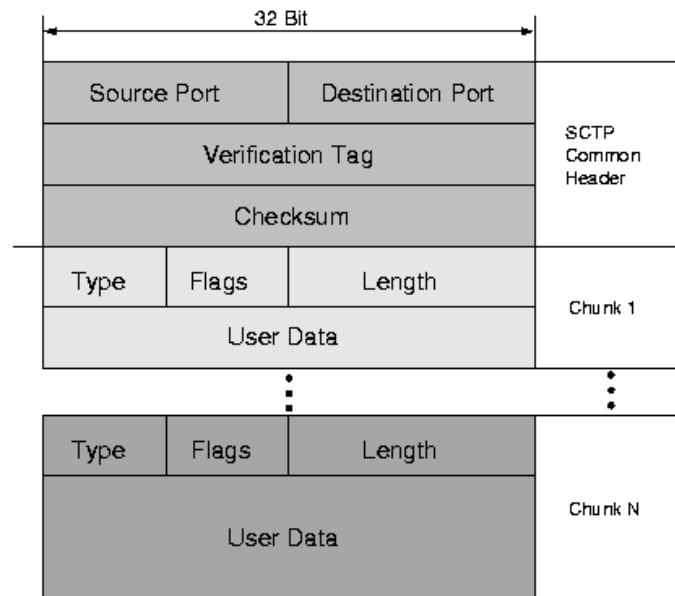 32 Bit
Source Port
Destination Port
SCTP
Common
Header
Verification Tag
Checksum
Type
Flags
Length
Chunk 1
User Data
Type
Flags
Length
User Data
Chunk N